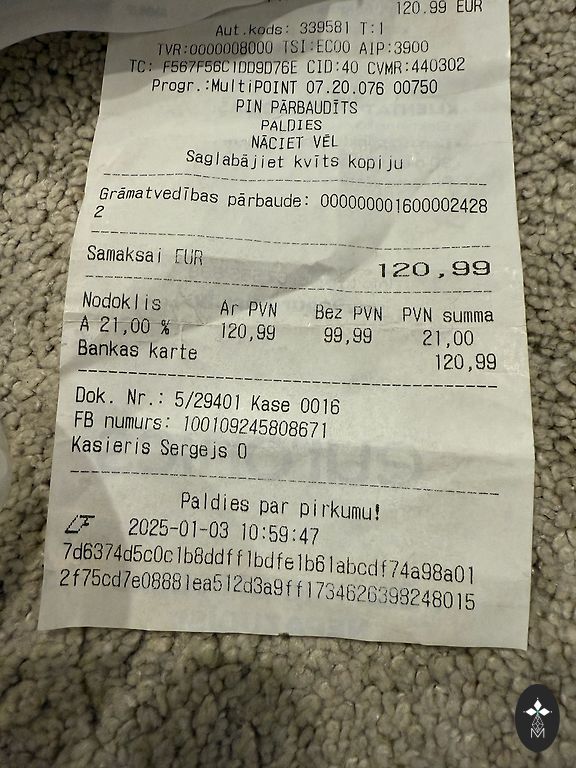 120.99 EUR
Aut.kods: 339581 T:1
TVR:0000008000 TSI:EC00 AIP:3900
TC: F567F56C1DD9D76E CID:40 CVMR:440302
Progr.:MultiPOINT 07.20.076 00750
PIN PĀRBAUDĪTS
PALDIES
NĀCIET VĒL
Saglabājiet kvīts kopiju
Grāmatvedības pārbaude: 000000001600002428
2
Samaksai EUR 120,99
Nodoklis Ar PVN Bez PVN PVN summa
A 21,00 % 120,99 99,99 21,00
Bankas karte 120,99
Dok. Nr.: 5/29401 Kase 0016
FB numurs: 100109245808671
Kasieris Sergejs O
Paldies par pirkumu!
2025-01-03 10:59:47
7d6374d5c0c1b8ddff1bdfe1b61abcdf74a98a01
2f75cd7e08881ea512d3a9ff1734626398248015
M